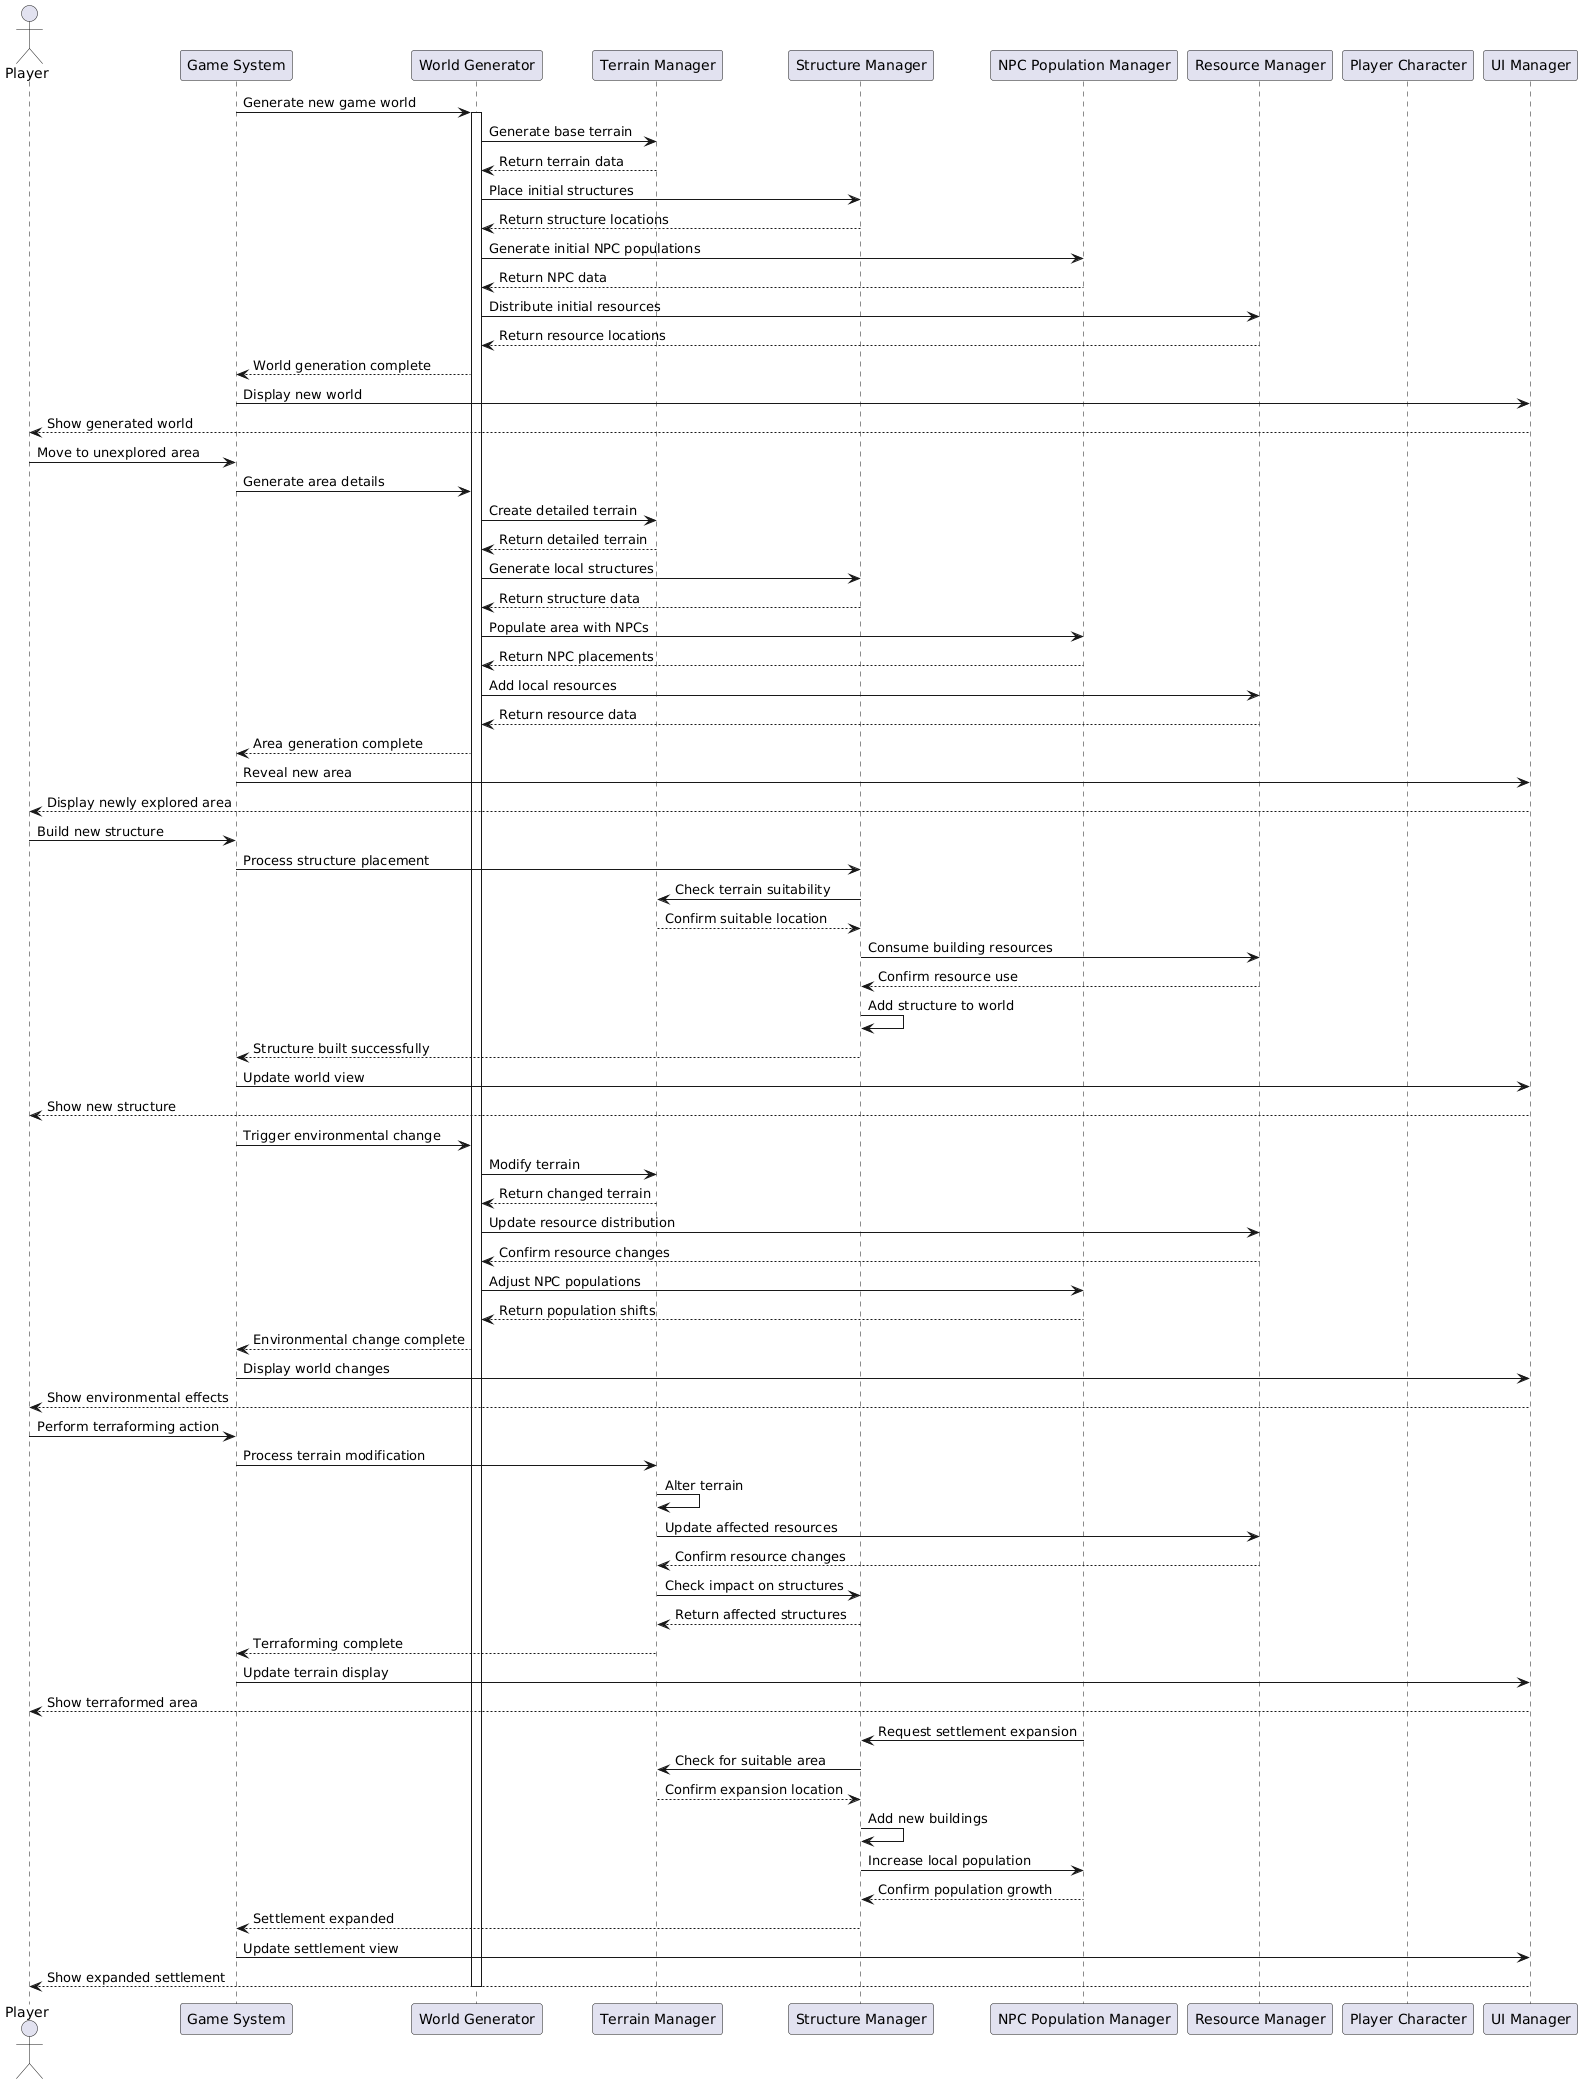 Player
Game System
World Generator
Terrain Manager
Structure Manager
NPC Population Manager
Resource Manager
Player Character
UI Manager
Generate new game world
Generate base terrain
Return terrain data
Place initial structures
Return structure locations
Generate initial NPC populations
Return NPC data
Distribute initial resources
Return resource locations
World generation complete
Display new world
Show generated world
Move to unexplored area
Generate area details
Create detailed terrain
Return detailed terrain
Generate local structures
Return structure data
Populate area with NPCs
Return NPC placements
Add local resources
Return resource data
Area generation complete
Reveal new area
Display newly explored area
Build new structure
Process structure placement
Check terrain suitability
Confirm suitable location
Consume building resources
Confirm resource use
Add structure to world
Structure built successfully
Update world view
Show new structure
Trigger environmental change
Modify terrain
Return changed terrain
Update resource distribution
Confirm resource changes
Adjust NPC populations
Return population shifts
Environmental change complete
Display world changes
Show environmental effects
Perform terraforming action
Process terrain modification
Alter terrain
Update affected resources
Confirm resource changes
Check impact on structures
Return affected structures
Terraforming complete
Update terrain display
Show terraformed area
Request settlement expansion
Check for suitable area
Confirm expansion location
Add new buildings
Increase local population
Confirm population growth
Settlement expanded
Update settlement view
Show expanded settlement
Player
Game System
World Generator
Terrain Manager
Structure Manager
NPC Population Manager
Resource Manager
Player Character
UI Manager